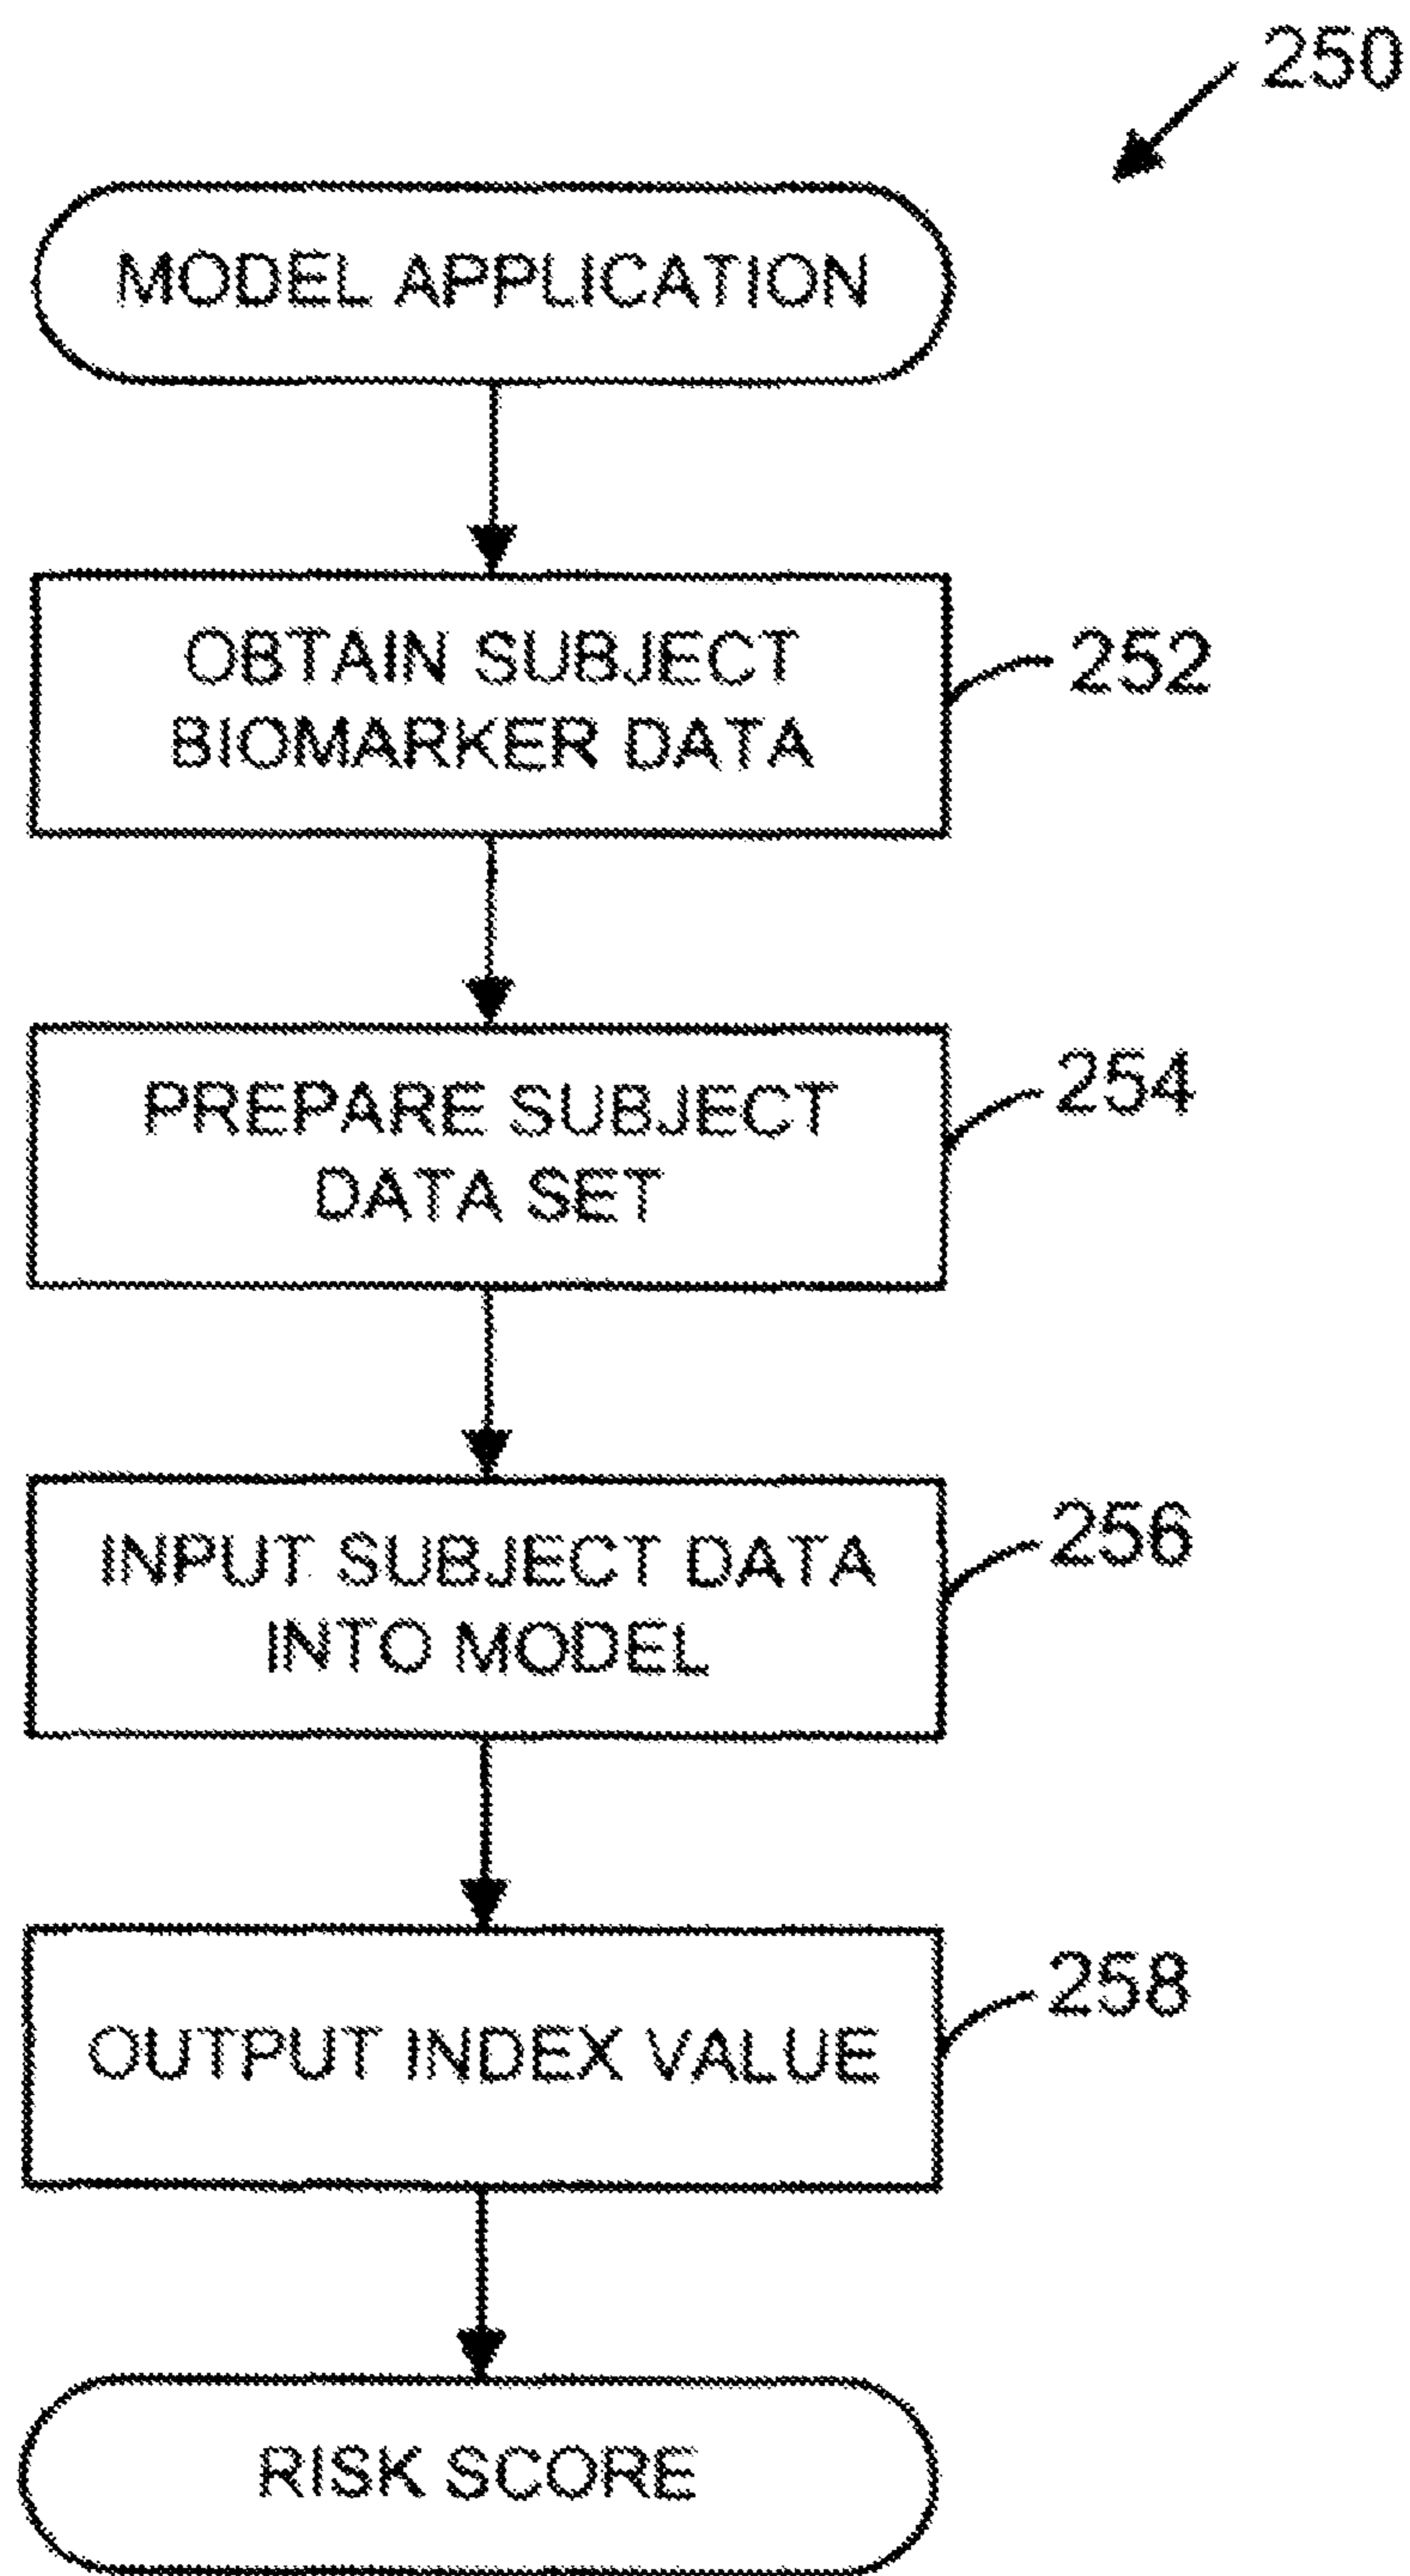 250
MODEL APPLICATION
OBTAIN SUBJECT
BIOMARKER DATA
252
PREPARE SUBJECT
DATA SET
254
INPUT SUBJECT DATA
INTO MODEL
256
OUTPUT INDEX VALUE
258
RISK SCORE